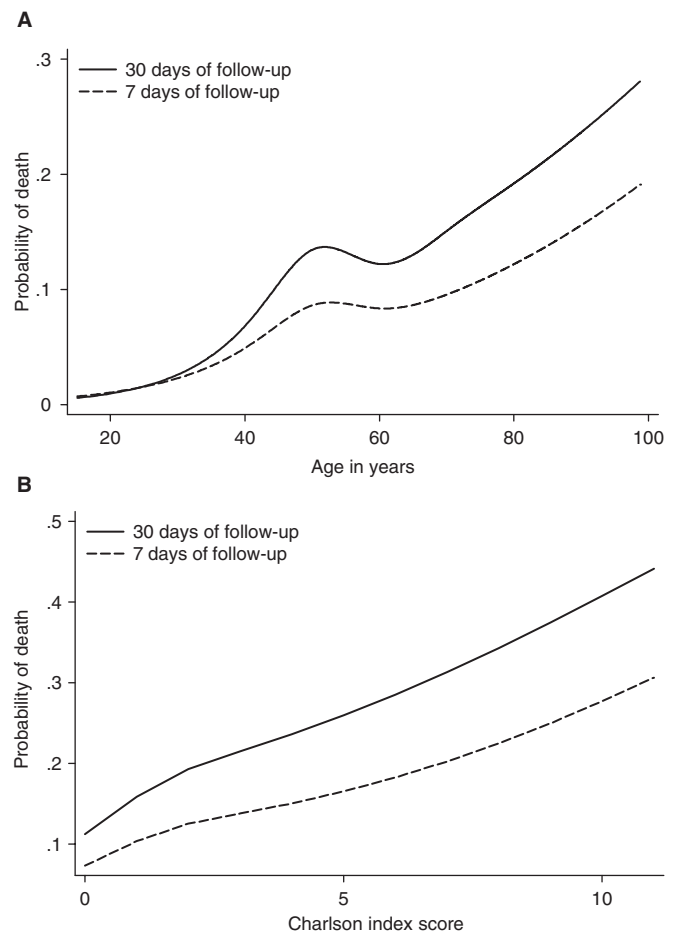 A
.3
30 days of follow-up
7 days of follow-up
.2
.1
0
Probability of death
20 40 60 80 100
Age in years
B
.5
30 days of follow-up
7 days of follow-up
.4
.3
.2
.1
Probability of death
0 5 10
Charlson index score